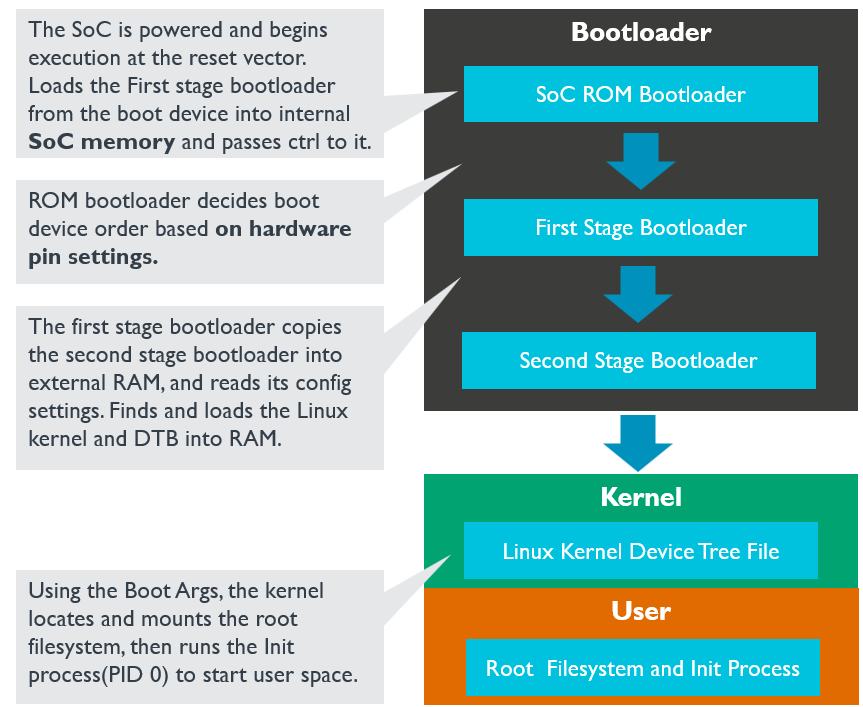 The SoC is powered and begins
execution at the reset vector.
Loads the First stage bootloader
from the boot device into internal
SoC memory and passes ctrl to it.
ROM bootloader decides boot
device order based on hardware
pin settings.
The first stage bootloader copies
the second stage bootloader into
external RAM, and reads its config
settings. Finds and loads the Linux
kernel and DTB into RAM.
Using the Boot Args, the kernel
locates and mounts the root
filesystem, then runs the Init
process(PID 0) to start user space.
Bootloader
SoC ROM Bootloader
First Stage Bootloader
Second Stage Bootloader
Kernel
Linux Kernel Device Tree File
User
Root Filesystem and Init Process